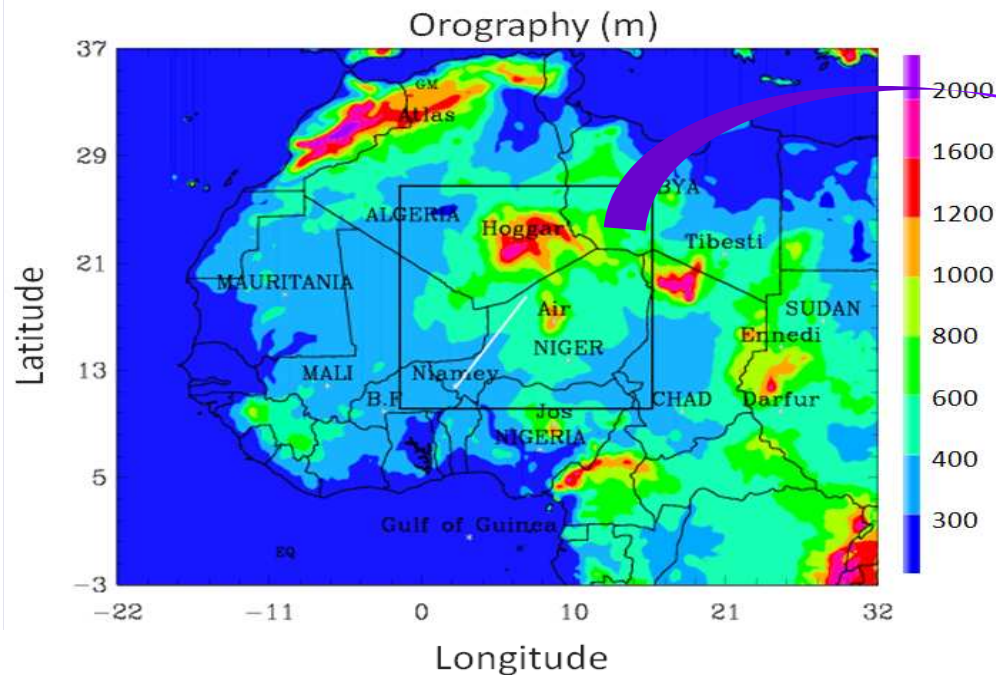 Orography (m)
37
GM
Atlas
2000
29
1600
BYA
ALGERIA
1200
Hoggar
Tibesti
21
1000
MAURITANIA
Air
SUDAN
Ennedi
800
NIGER
13
MALI
Niamey
B.F
CHAD
Darfur
600
Jos
NIGERIA
5
400
Gulf of Guinea
300
EQ
-3
-22
-11
0
10
21
32
Latitude
Longitude